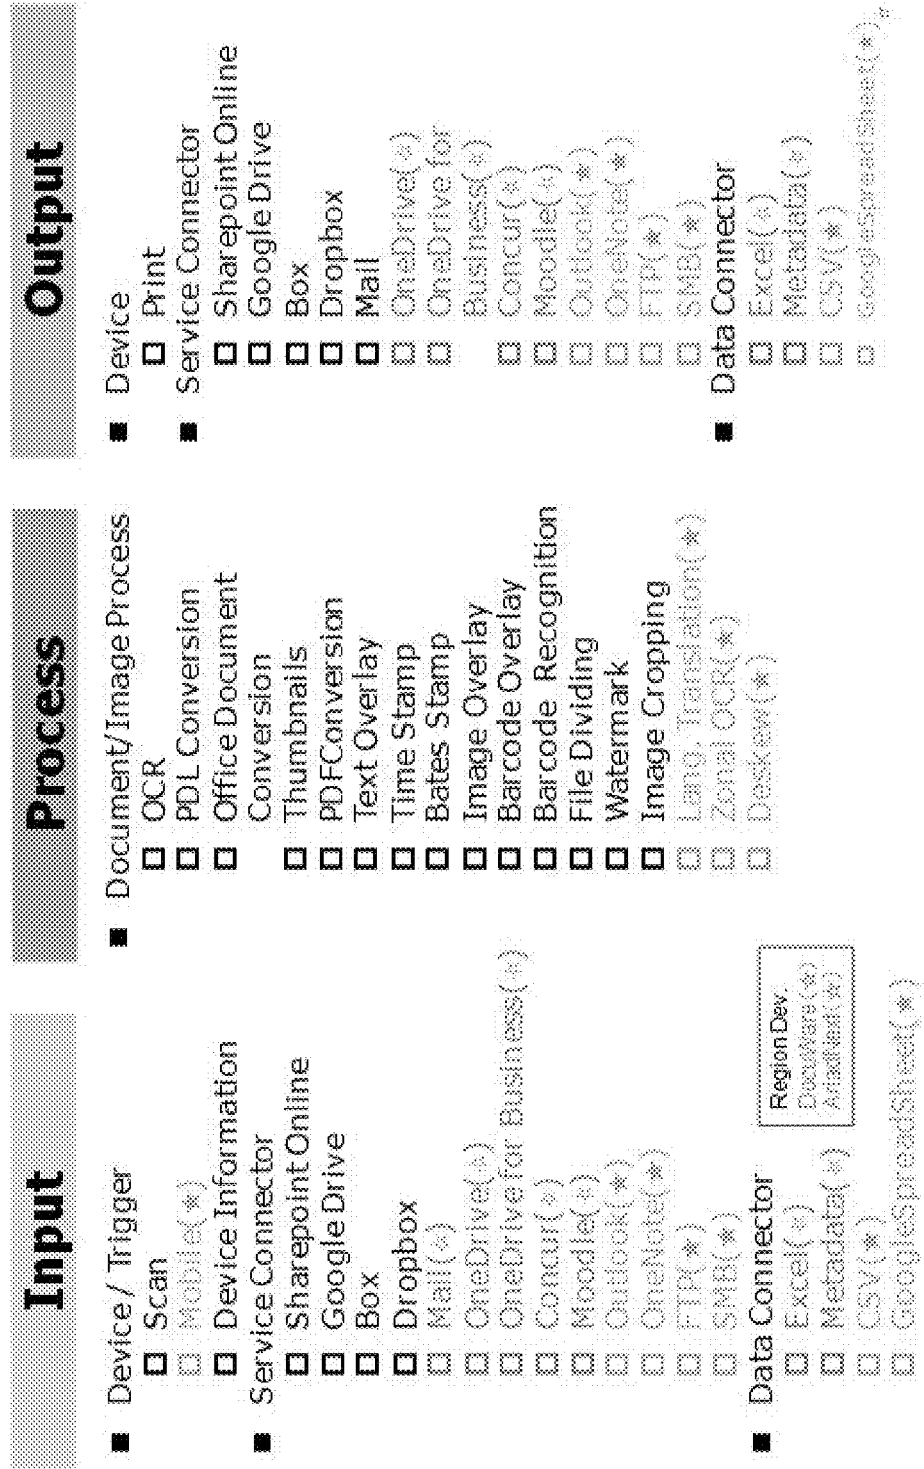 Input
■ Device / Trigger
□ Scan
□ Mobile(★)
□ Device Information
■ Service Connector
□ Sharepoint Online
□ Google Drive
□ Box
□ Dropbox
□ Mail(※)
□ OneDrive(※)
□ OneDrive for Business(※)
□ Concur(※)
□ Moodle(※)
□ Outlook(★)
□ OneNote(★)
□ FTP(★)
□ SMB(★)
■ Data Connector
□ Excel(※)
□ Metadata(※)
□ CSV(★)
□ GoogleSpreadSheet(★)
Region Dev.
DucuWare(★)
AriadNext(★)
Process
■ Document/Image Process
□ OCR
□ PDL Conversion
□ Office Document
Conversion
□ Thumbnails
□ PDFConversion
□ Text Overlay
□ Time Stamp
□ Bates Stamp
□ Image Overlay
□ Barcode Overlay
□ Barcode Recognition
□ File Dividing
□ Watermark
□ Image Cropping
□ Lang. Translation(★)
□ Zonal OCR(★)
□ Deskew(★)
Output
■ Device
□ Print
■ Service Connector
□ Sharepoint Online
□ Google Drive
□ Box
□ Dropbox
□ Mail
□ OneDrive(※)
□ OneDrive for
Business(※)
□ Concur(※)
□ Moodle(※)
□ Outlook(★)
□ OneNote(★)
□ FTP(★)
□ SMB(★)
■ Data Connector
□ Excel(※)
□ Metadata(※)
□ CSV(★)
□ GoogleSpreadSheet(★)